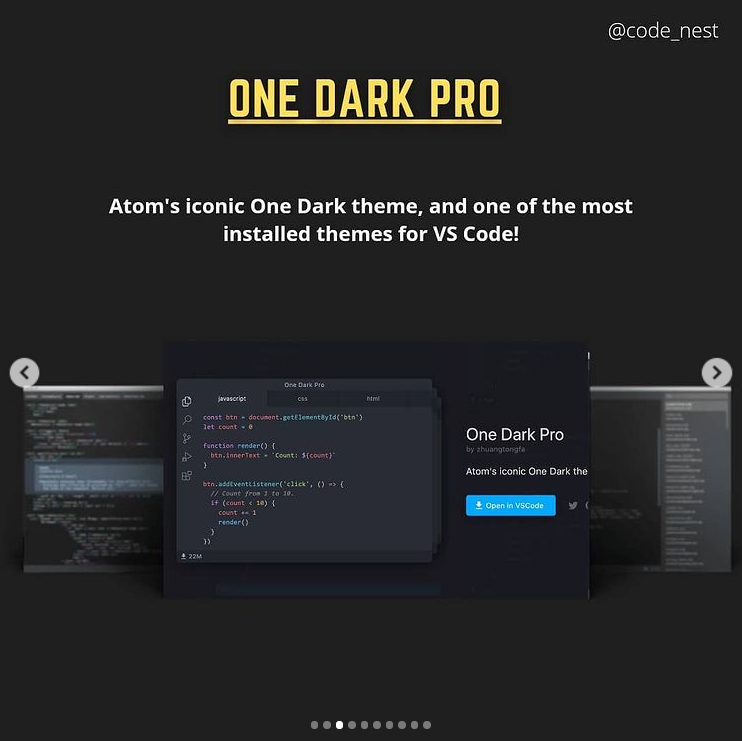 @code_nest
ONE DARK PRO
Atom's iconic One Dark theme, and one of the most
installed themes for VS Code!
One Dark Pro
javascript css html
const btn = document.getElementById('btn')
let count = 0
function render() {
btn.innerText = `Count: ${count}`
}
btn.addEventListener('click', () => {
// Count from 1 to 10.
if (count < 10) {
count += 1
render()
}
})
22M
One Dark Pro
by zhuangtongfa
Atom's iconic One Dark the
Open in VSCode